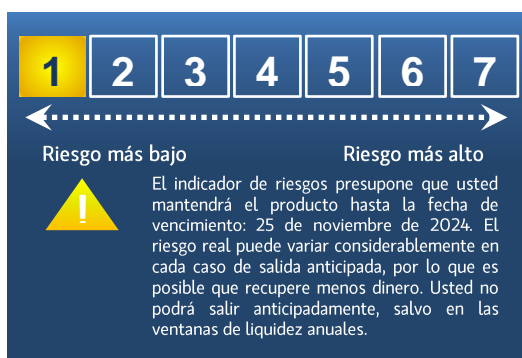 1 2 3 4 5 6 7
Riesgo más bajo Riesgo más alto
!
El indicador de riesgos presupone que usted
mantendrá el producto hasta la fecha de
vencimiento: 25 de noviembre de 2024. El
riesgo real puede variar considerablemente en
cada caso de salida anticipada, por lo que es
posible que recupere menos dinero. Usted no
podrá salir anticipadamente, salvo en las
ventanas de liquidez anuales.